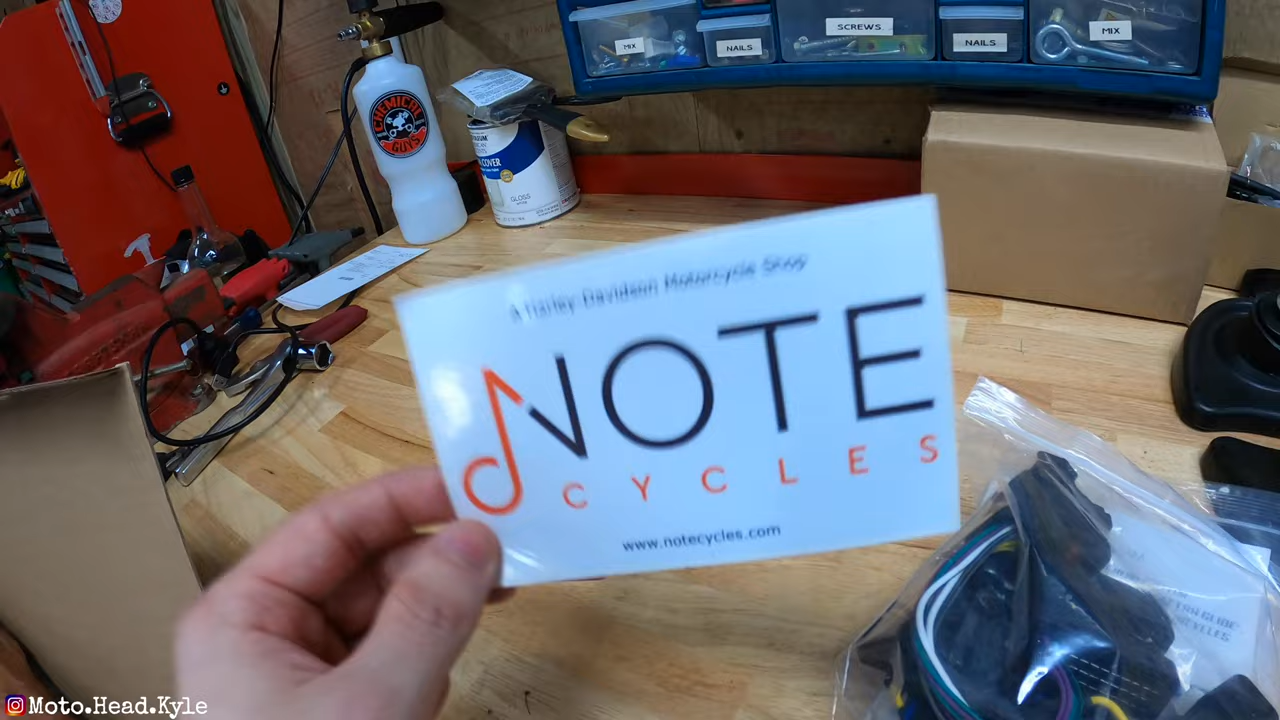 MIX
NAILS
SCREWS
NAILS
MIX
CHEMICAL
GUYS
COVER
GLOSS
A Harley-Davidson Motorcycle Shop
NOTE
CYCLES
www.notecycles.com
Moto.Head.Kyle